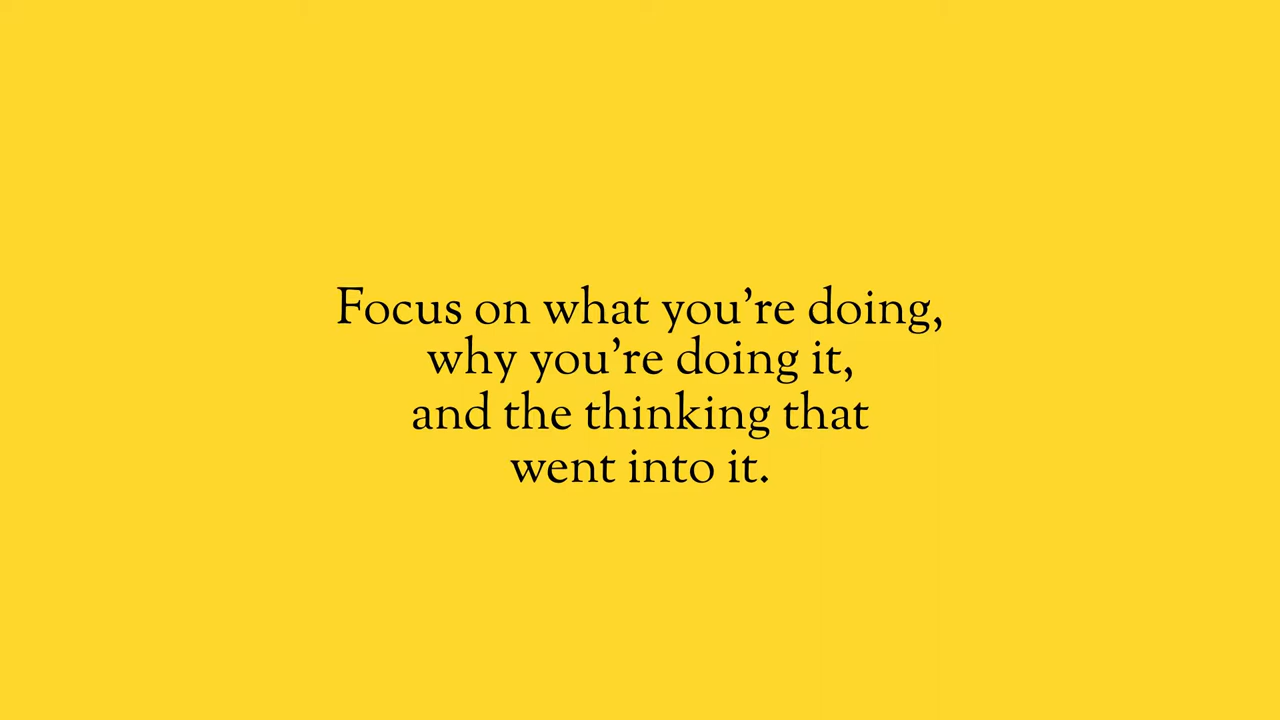 Focus on what you’re doing,
why you’re doing it,
and the thinking that
went into it.